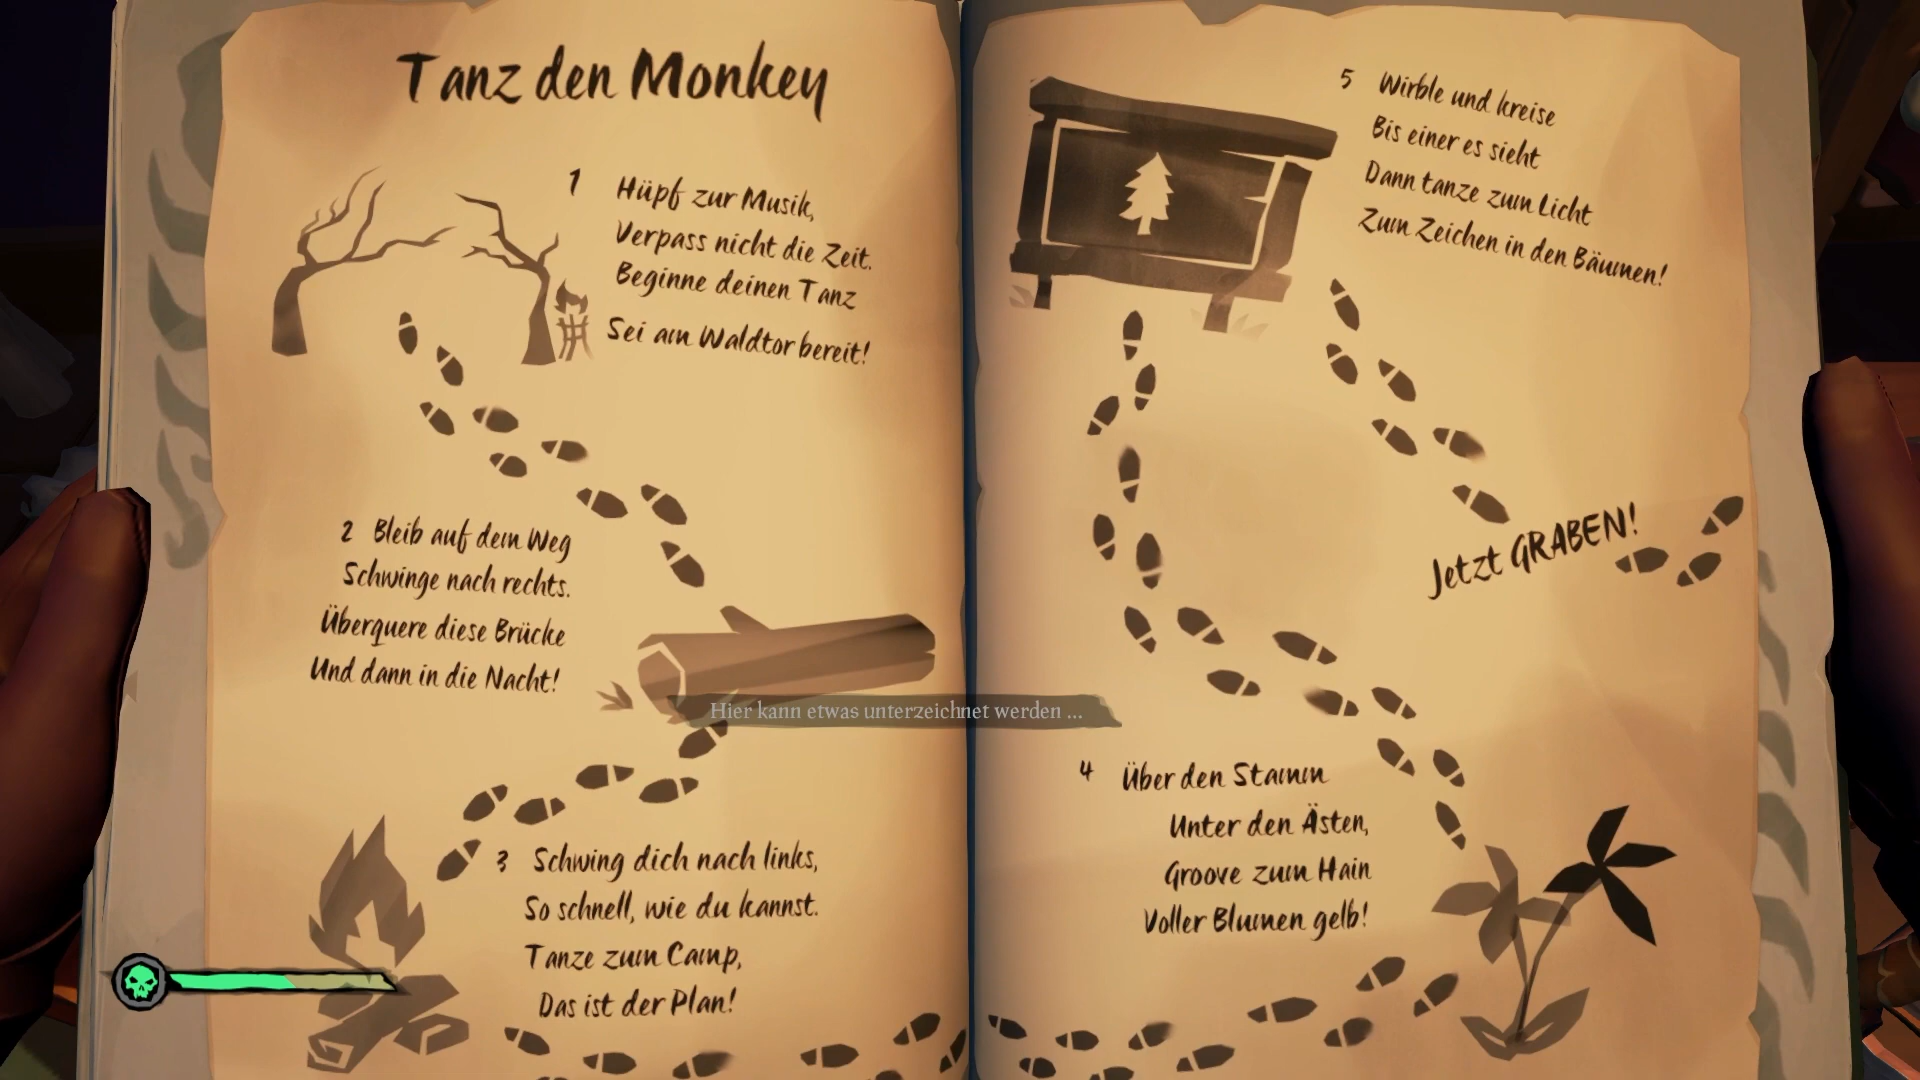 Tanz den Monkey
1 Hüpf zur Musik,
Verpass nicht die Zeit.
Beginne deinen Tanz
Sei am Waldtor bereit!
2 Bleib auf dem Weg
Schwinge nach rechts.
Überquere diese Brücke
Und dann in die Nacht!
3 Schwing dich nach links,
So schnell, wie du kannst.
Tanze zum Camp,
Das ist der Plan!
Hier kann etwas unterzeichnet werden ...
4 Über den Stamm
Unter den Ästen,
Groove zum Hain
Voller Blumen gelb!
5 Wirble und kreise
Bis einer es sieht
Dann tanze zum Licht
Zum Zeichen in den Bäumen!
Jetzt GRABEN!